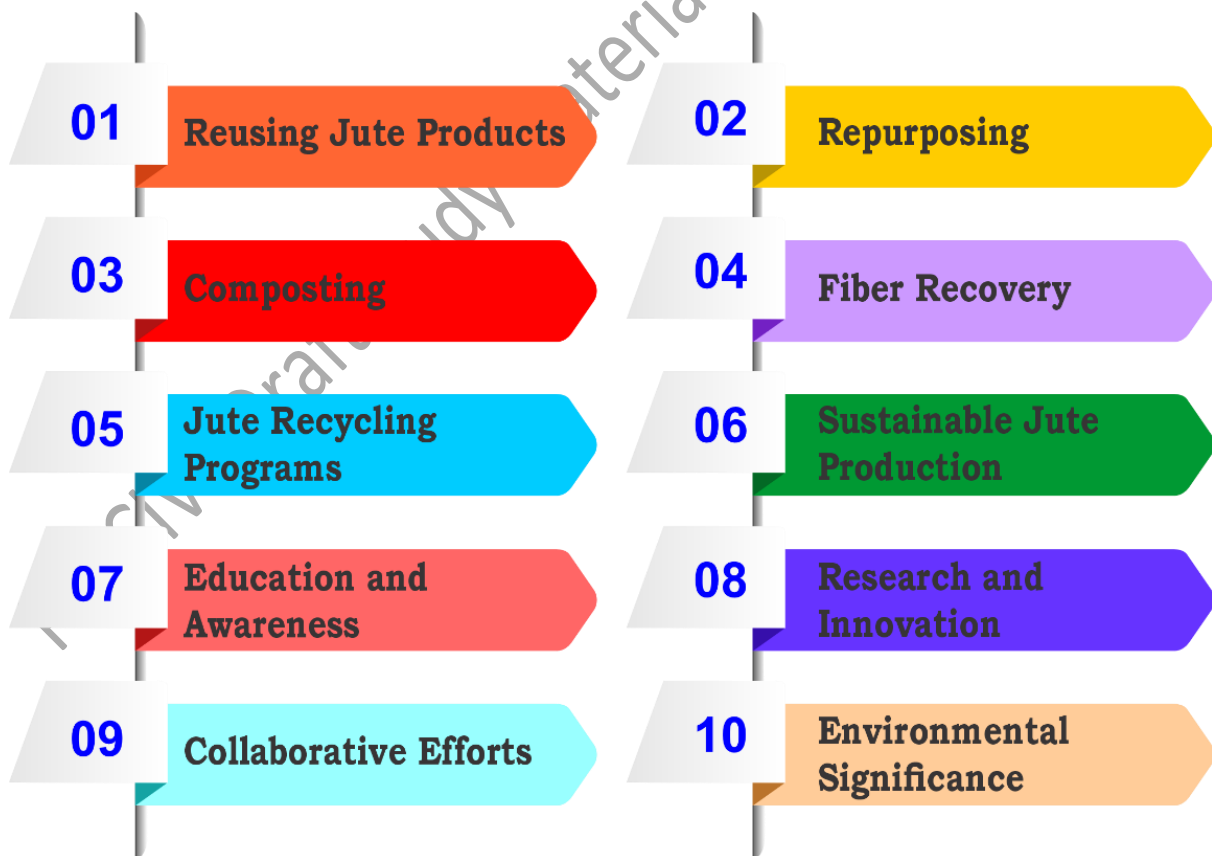 01
Reusing Jute Products
02
Repurposing
03
Composting
04
Fiber Recovery
05
Jute Recycling
Programs
06
Sustainable Jute
Production
07
Education and
Awareness
08
Research and
Innovation
09
Collaborative Efforts
10
Environmental
Significance